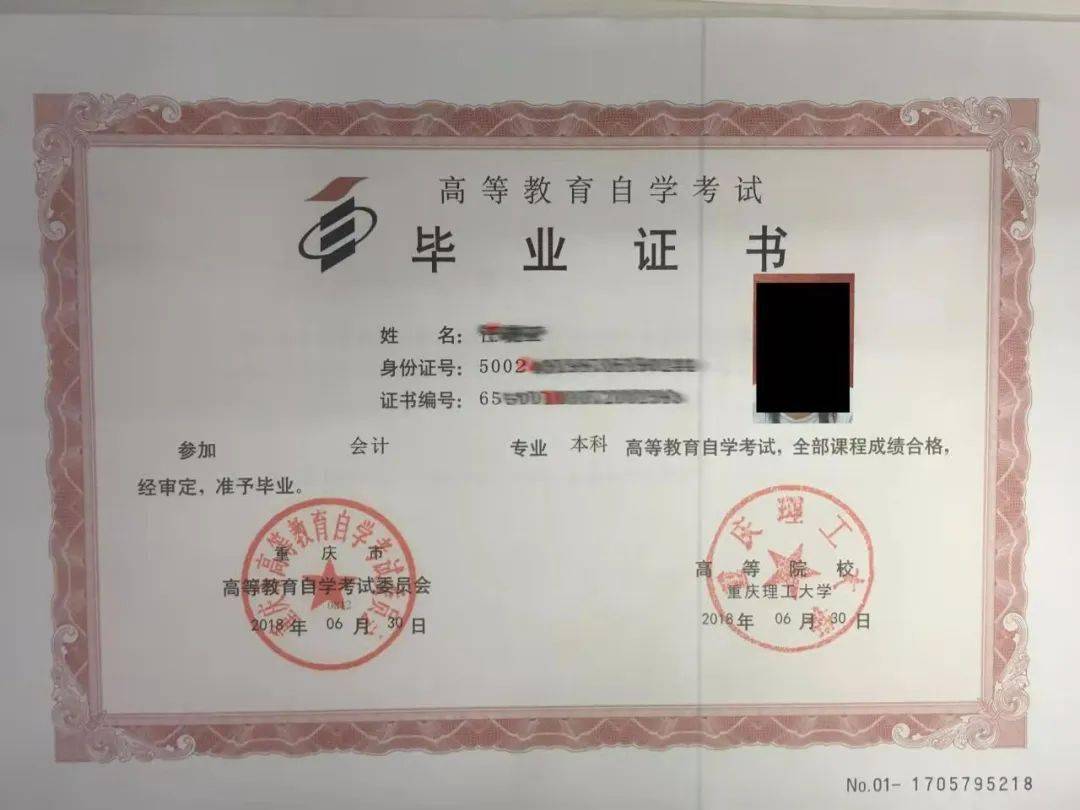 高等教育自学考试
毕业证书
姓 名：
身份证号：5002
证书编号：65
参加 会计 专业 本科 高等教育自学考试，全部课程成绩合格，
经审定，准予毕业。
重庆市
高等教育自学考试委员会
0842
2018年 06月 30日
高等院校
重庆理工大学
2018年 06月 30日
No.01- 1705795218